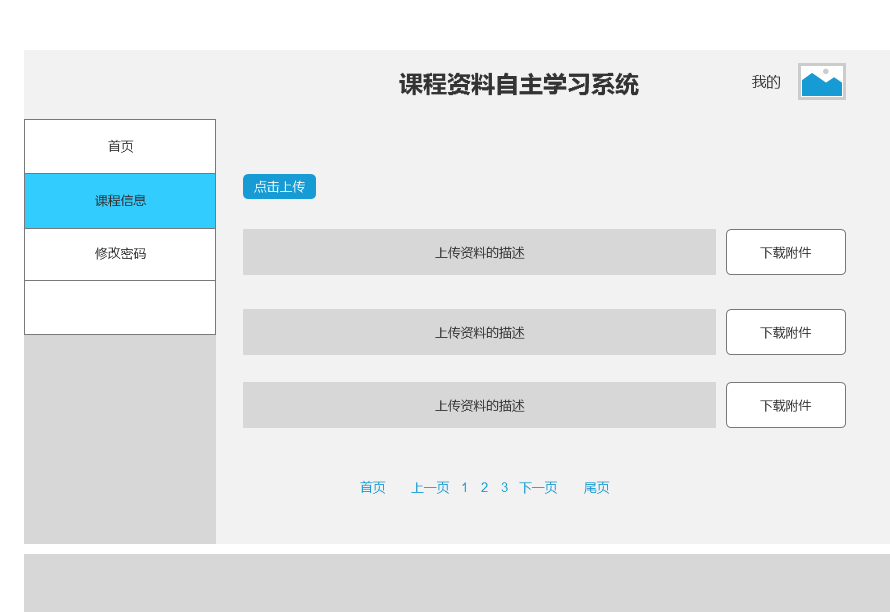 课程资料自主学习系统
我的
首页
课程信息
修改密码
点击上传
上传资料的描述 下载附件
上传资料的描述 下载附件
上传资料的描述 下载附件
首页 上一页 1 2 3 下一页 尾页